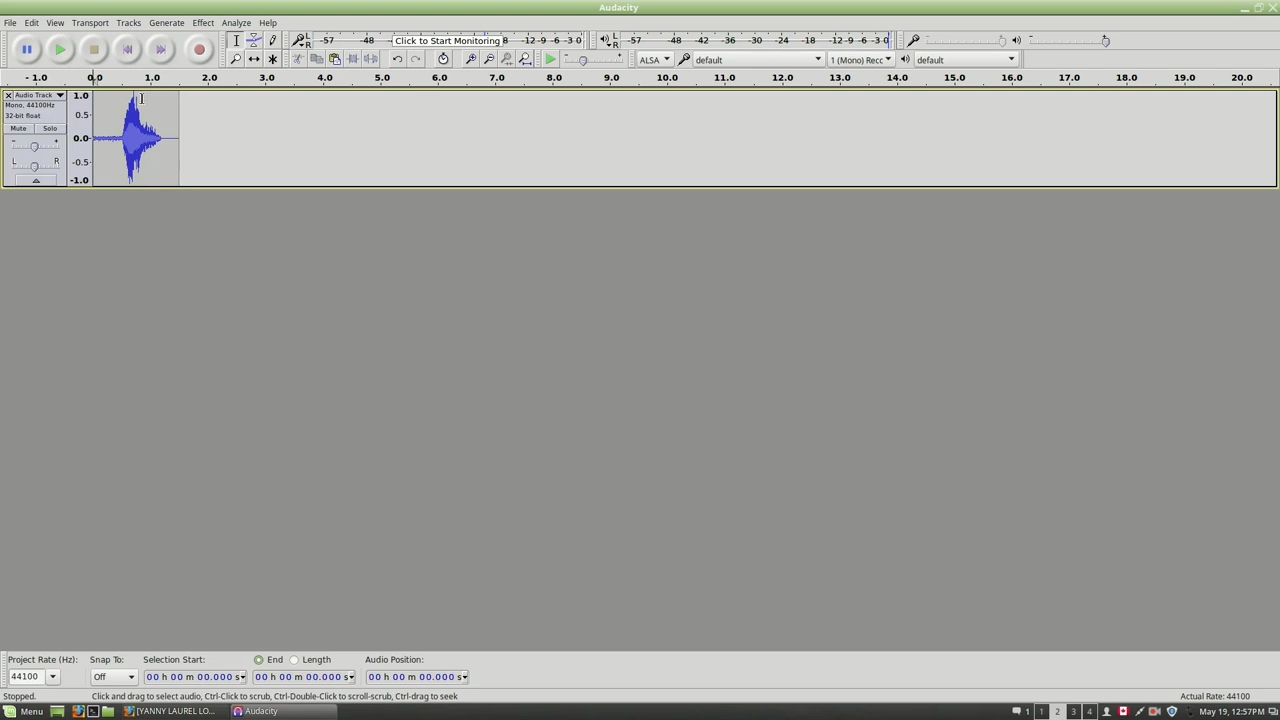 Audacity
File Edit View Transport Tracks Generate Effect Analyze Help
L R -57 -48 Click to Start Monitoring 8 -12 -9 -6 -3 0 L R -57 -48 -42 -36 -30 -24 -18 -12 -9 -6 -3 0
ALSA default 1 (Mono) Recc default
- 1.0 0.0 1.0 2.0 3.0 4.0 5.0 6.0 7.0 8.0 9.0 10.0 11.0 12.0 13.0 14.0 15.0 16.0 17.0 18.0 19.0 20.0
Audio Track 1.0
Mono, 44100Hz
32-bit float 0.5-
Mute Solo
0.0-
- +
L R -0.5-
-1.0
Project Rate (Hz): Snap To: Selection Start: End Length Audio Position:
44100 Off 00 h 00 m 00.000 s 00 h 00 m 00.000 s 00 h 00 m 00.000 s
Stopped. Click and drag to select audio, Ctrl-Click to scrub, Ctrl-Double-Click to scroll-scrub, Ctrl-drag to seek Actual Rate: 44100
Menu [YANNY LAUREL LO... Audacity 1 1 2 3 4 May 19, 12:57PM